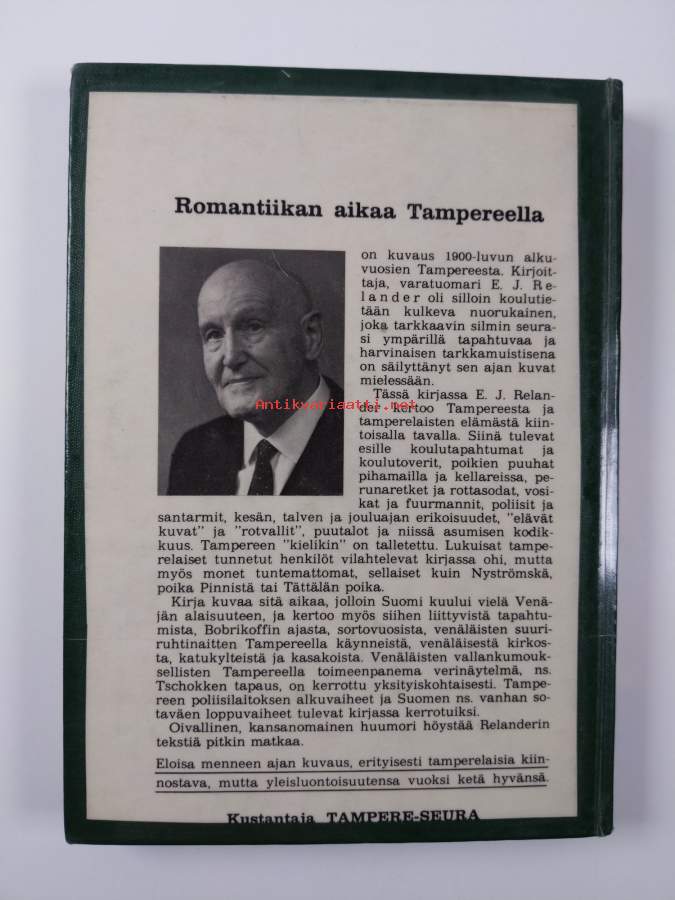 Romantiikan aikaa Tampereella
on kuvaus 1900-luvun alku-
vuosien Tampereesta. Kirjoit-
taja, varatuomari E. J. Re-
lander oli silloin koulutie-
tään kulkeva nuorukainen,
joka tarkkaavin silmin seura-
si ympärillä tapahtuvaa ja
harvinaisen tarkkamuistisena
on säilyttänyt sen ajan kuvat
mielessään.
Tässä kirjassa E. J. Relan-
der kertoo Tampereesta ja
tamperelaisten elämästä kiin-
toisalla tavalla. Siinä tulevat
esille koulutapahtumat ja
koulutoverit, poikien puuhat
pihamailla ja kellareissa, pe-
runaretket ja rottasodat, vosi-
kat ja fuurmannit, poliisit ja
santarmit, kesän, talven ja jouluajan erikoisuudet, "elävät
kuvat" ja "rotvallit", puutalot ja niissä asumisen kodik-
kuus. Tampereen "kielikin" on talletettu. Lukuisat tampe-
relaiset tunnetut henkilöt vilahtelevat kirjassa ohi, mutta
myös monet tuntemattomat, sellaiset kuin Nyströmskä,
poika Pinnistä tai Tättälän poika.
Kirja kuvaa sitä aikaa, jolloin Suomi kuului vielä Venä-
jän alaisuuteen, ja kertoo myös siihen liittyvistä tapahtu-
mista, Bobrikoffin ajasta, sortovuosista, venäläisten suuri-
ruhtinaitten Tampereella käynneistä, venäläisestä kirkos-
ta, katukylteistä ja kasakoista. Venäläisten vallankumouk-
sellisten Tampereella toimeenpanema verinäytelmä, ns.
Tschokken tapaus, on kerrottu yksityiskohtaisesti. Tampe-
reen poliisilaitoksen alkuvaiheet ja Suomen ns. vanhan so-
taväen loppuvaiheet tulevat kirjassa kerrotuiksi.
Oivallinen, kansanomainen huumori höystää Relanderin
tekstiä pitkin matkaa.
Eloisa menneen ajan kuvaus, erityisesti tamperelaisia kiin-
nostava, mutta yleisluontoisuutensa vuoksi ketä hyvänsä.
Kustantaja TAMPERE-SEURA
Antikvariaatti.net